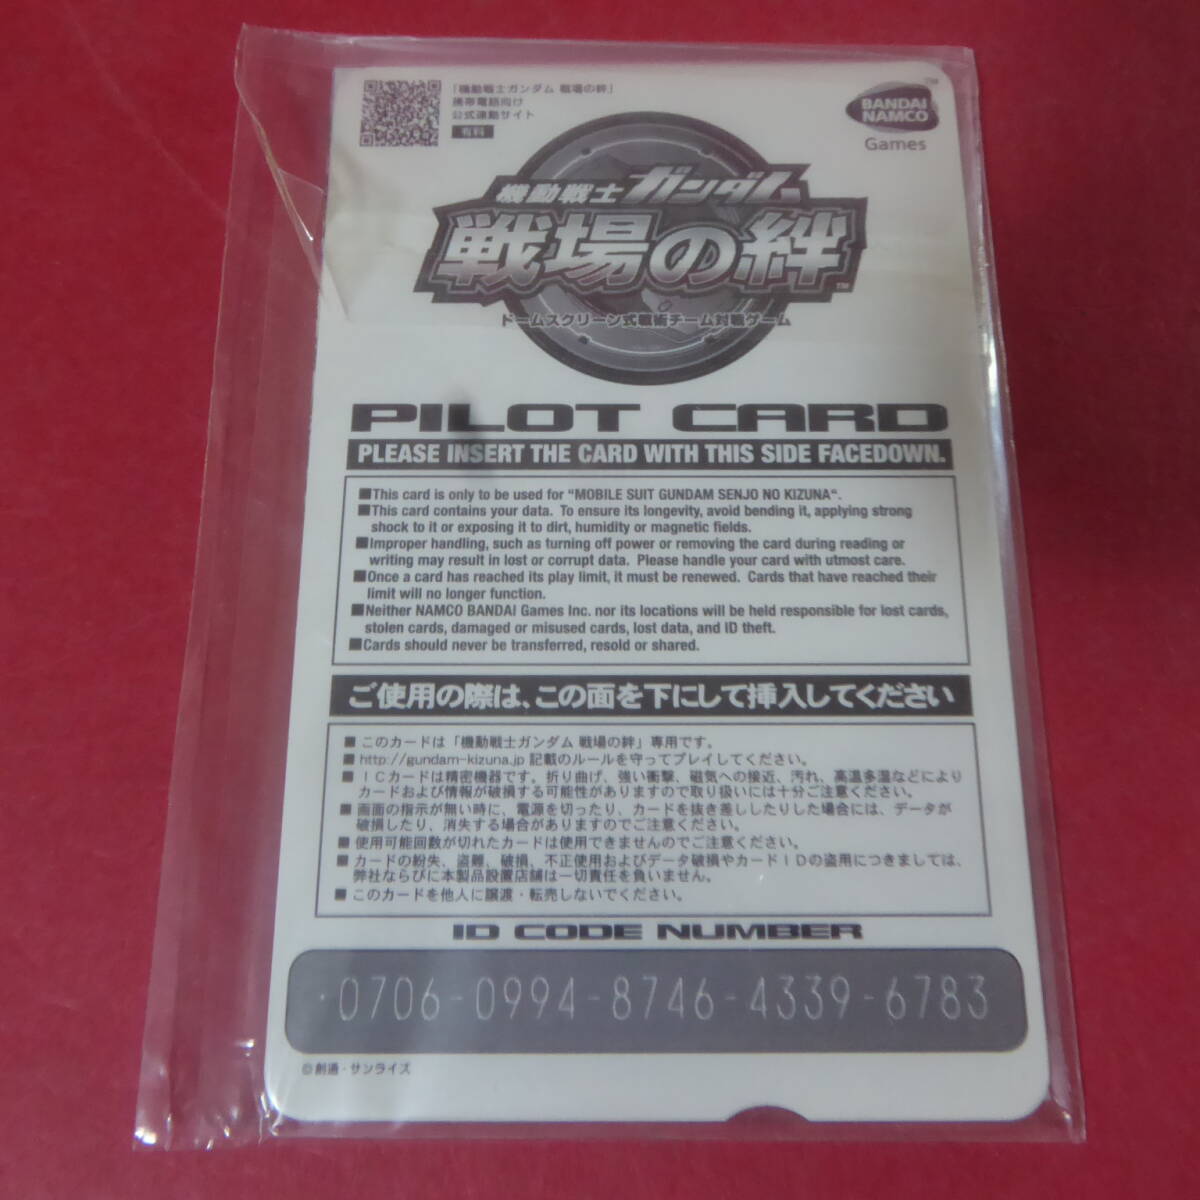 「機動戦士ガンダム 戦場の絆」
携帯電話向け
公式連動サイト
有料
BANDAI
NAMCO
Games
TM
機動戦士ガンダム
戦場の絆
TM
ドームスクリーン式戦術チーム対戦ゲーム
PILOT CARD
PLEASE INSERT THE CARD WITH THIS SIDE FACEDOWN.
■This card is only to be used for “MOBILE SUIT GUNDAM SENJO NO KIZUNA“.
■This card contains your data. To ensure its longevity, avoid bending it, applying strong
shock to it or exposing it to dirt, humidity or magnetic fields.
■Improper handling, such as turning off power or removing the card during reading or
writing may result in lost or corrupt data. Please handle your card with utmost care.
■Once a card has reached its play limit, it must be renewed. Cards that have reached their
limit will no longer function.
■Neither NAMCO BANDAI Games Inc. nor its locations will be held responsible for lost cards,
stolen cards, damaged or misused cards, lost data, and ID theft.
■Cards should never be transferred, resold or shared.
ご使用の際は、この面を下にして挿入してください
■ このカードは「機動戦士ガンダム 戦場の絆」専用です。
■ http://gundam-kizuna.jp 記載のルールを守ってプレイしてください。
■ ＩＣカードは精密機器です。折り曲げ、強い衝撃、磁気への接近、汚れ、高温多湿などにより
カードおよび情報が破損する可能性がありますので取り扱いには十分ご注意ください。
■ 画面の指示が無い時に、電源を切ったり、カードを抜き差ししたりした場合には、データが
破損したり、消失する場合がありますのでご注意ください。
■ 使用可能回数が切れたカードは使用できませんのでご注意ください。
■ カードの紛失、盗難、破損、不正使用およびデータ破損やカードＩＤの盗用につきましては、
弊社ならびに本製品設置店舗は一切責任を負いません。
■ このカードを他人に譲渡・転売しないでください。
ID CODE NUMBER
0706-0994-8746-4339-6783
©創通・サンライズ